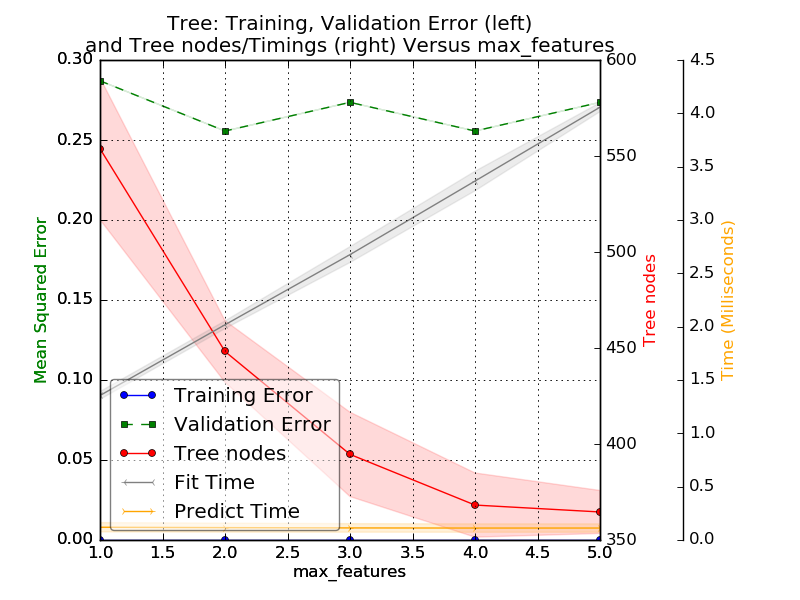 Tree: Training, Validation Error (left)
and Tree nodes/Timings (right) Versus max_features
0.30
0.25
0.20
0.15
0.10
0.05
0.00
Mean Squared Error
600
550
500
450
400
350
Tree nodes
4.5
4.0
3.5
3.0
2.5
2.0
1.5
1.0
0.5
0.0
Time (Milliseconds)
Training Error
Validation Error
Tree nodes
Fit Time
Predict Time
1.0 1.5 2.0 2.5 3.0 3.5 4.0 4.5 5.0
max_features